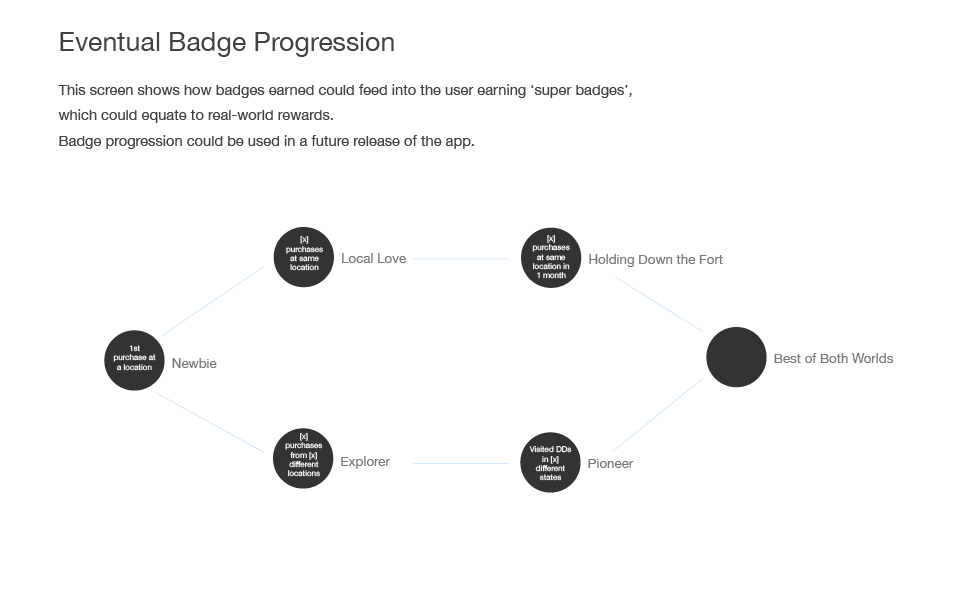 Eventual Badge Progression
This screen shows how badges earned could feed into the user earning ‘super badges’,
which could equate to real-world rewards.
Badge progression could be used in a future release of the app.
[x]
purchases
at same
location
Local Love
[x]
purchases
at same
location in
1 month
Holding Down the Fort
1st
purchase at
a location
Newbie
Best of Both Worlds
[x]
purchases
from [x]
different
locations
Explorer
Visited DDs
in [x]
different
states
Pioneer